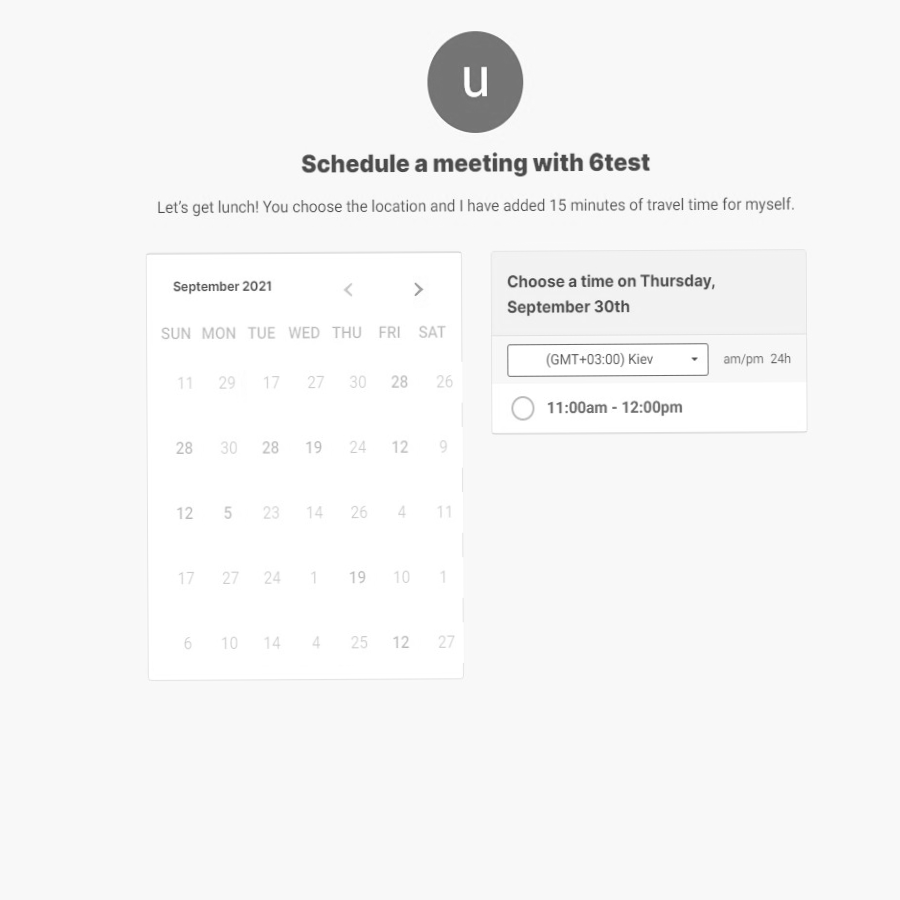 u
Schedule a meeting with 6test
Let's get lunch! You choose the location and I have added 15 minutes of travel time for myself.
September 2021
SUN MON TUE WED THU FRI SAT
11 29 17 27 30 28 26
28 30 28 19 24 12 9
12 5 23 14 26 4 11
17 27 24 1 19 10 1
6 10 14 4 25 12 27
Choose a time on Thursday,
September 30th
(GMT+03:00) Kiev am/pm 24h
11:00am - 12:00pm